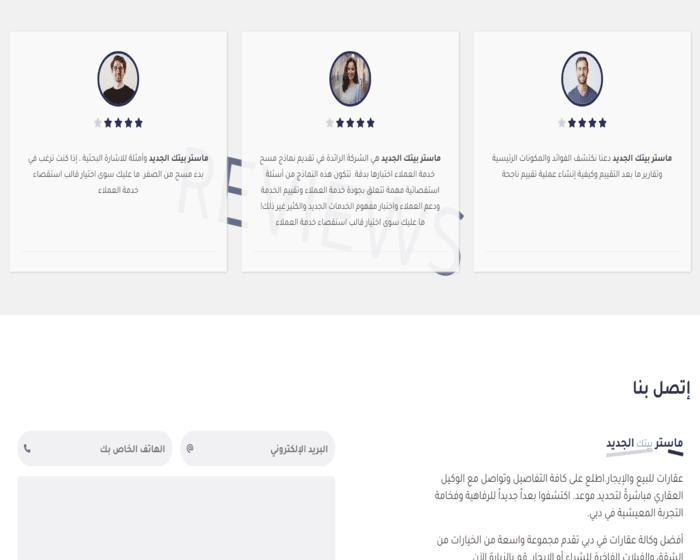 ماستر بيتك الجديد دعنا نكتشف الفوائد والمكونات الرئيسية
وتقارير ما بعد التقييم وكيفية إنشاء عملية تقييم ناجحة
ماستر بيتك الجديد هي الشركة الرائدة في تقديم نماذج مسح
خدمة العملاء اختبارها بدقة. تتكون هذه النماذج من أسئلة
استقصائية مهمة تتعلق بجودة خدمة العملاء وتقييم الخدمة
ودعم العملاء واختبار مفهوم الخدمات الجديد والكثير غير ذلك!
ما عليك سوى اختيار قالب استقصاء خدمة العملاء
ماستر بيتك الجديد وأمثلة للاشارة البحثية ، إذا كنت ترغب في
بدء مسح من الصفر. ما عليك سوى اختيار قالب استقصاء
خدمة العملاء
REVIEWS
إتصل بنا
ماستر بيتك الجديد
عقارات للبيع والإيجار.اطلع على كافة التفاصيل وتواصل مع الوكيل
العقاري مباشرةً لتحديد موعد. اكتشفوا بعداً جديداً للرفاهية وفخامة
التجربة المعيشية في دبي.
أفضل وكالة عقارات في دبي تقدم مجموعة واسعة من الخيارات من
الشقق والفيلات الفاخرة للشراء أو الإيجار. قم بالزيارة الآن
البريد الإلكتروني @
الهاتف الخاص بك